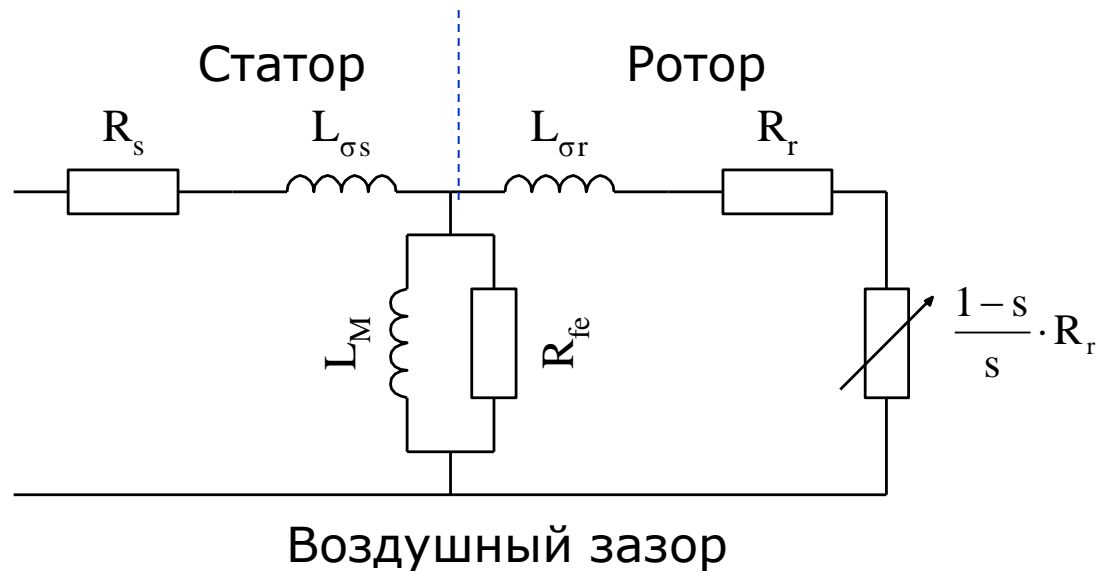 Статор
Ротор
R_s
L_σs
L_σr
R_r
L_M
R_fe
(1 − s)/s · R_r
Воздушный зазор